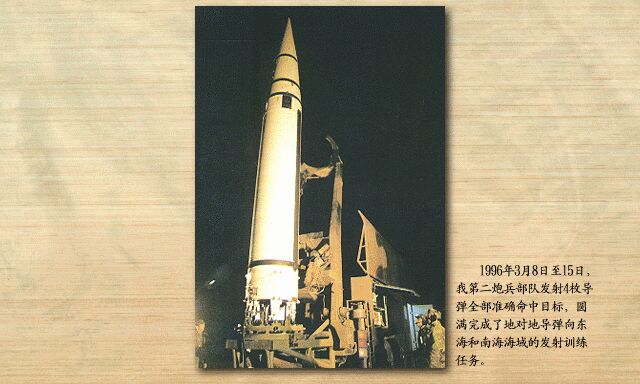 1996年3月8日至15日，
我第二炮兵部队发射4枚导
弹全部准确命中目标，圆
满完成了地对地导弹向东
海和南海海域的发射训练
任务。